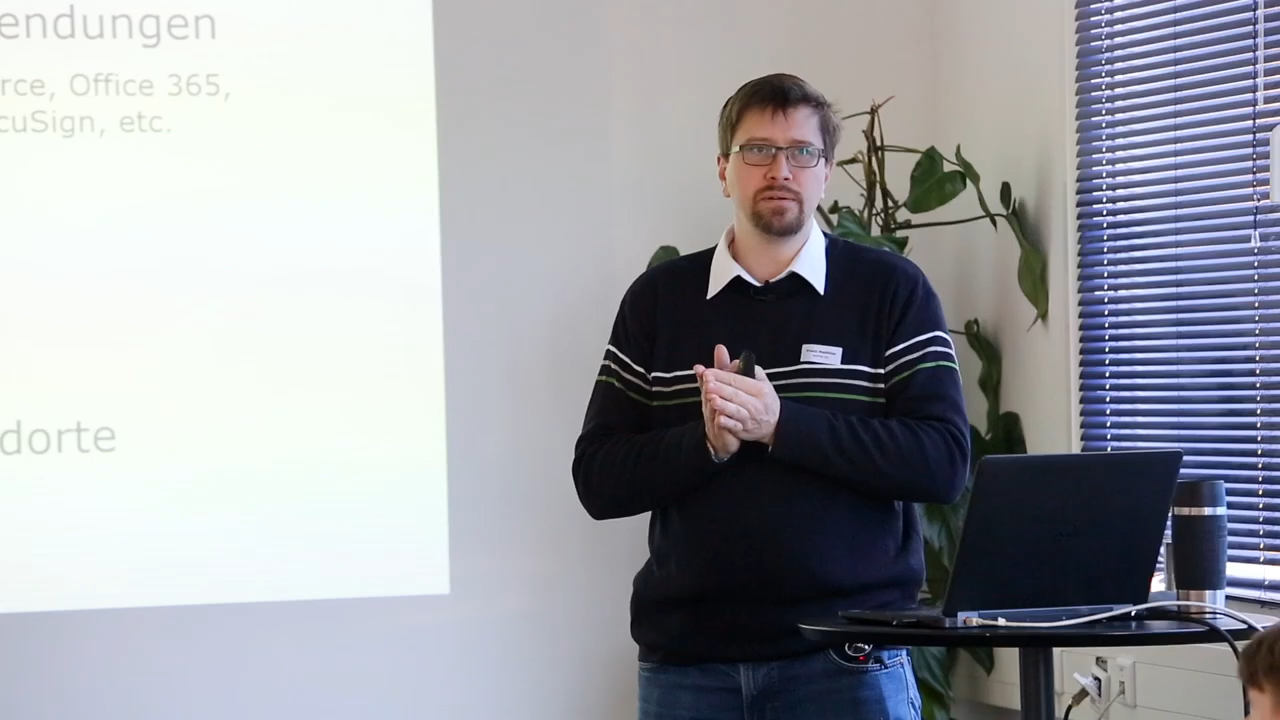 endungen
rce, Office 365,
cuSign, etc.
dorte